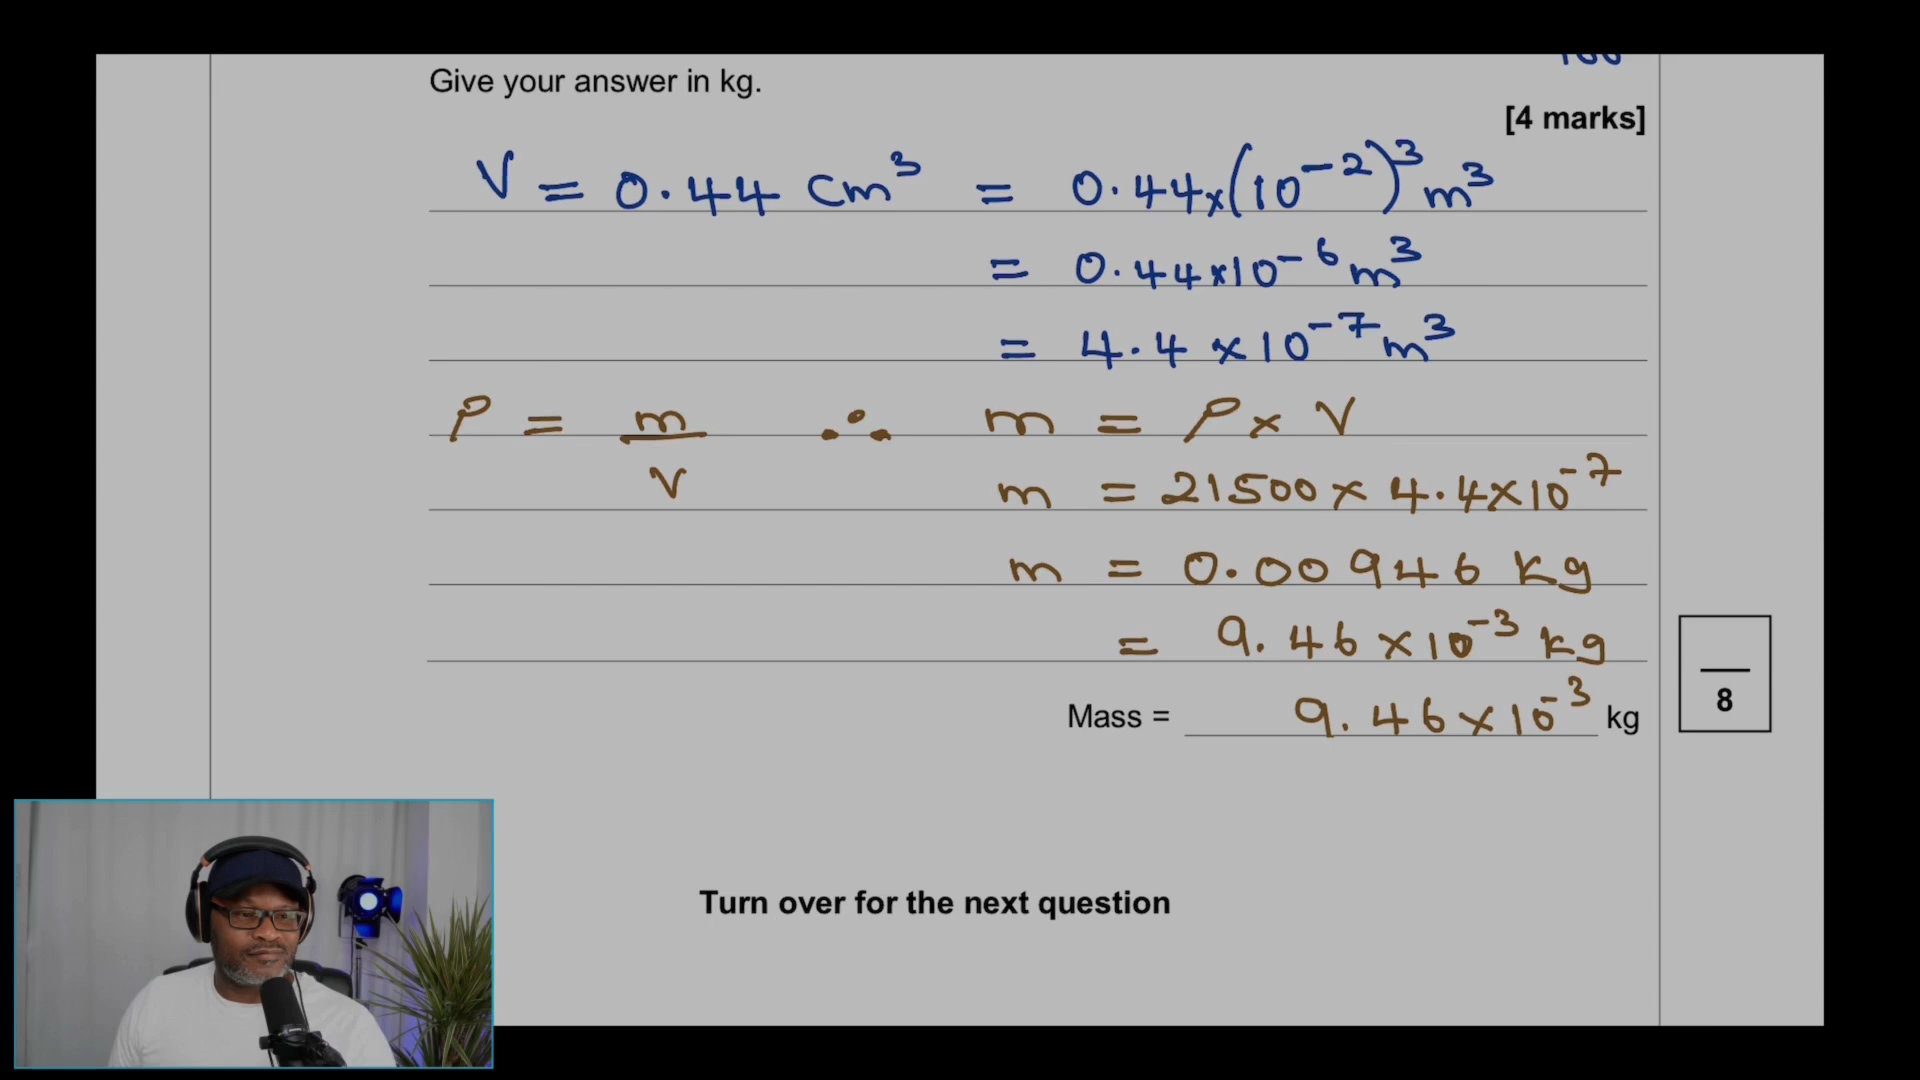 Give your answer in kg.
[4 marks]
V = 0.44 cm³ = 0.44×(10⁻²)³ m³
= 0.44×10⁻⁶ m³
= 4.4 ×10⁻⁷ m³
ρ = m/V ∴ m = ρ × V
m = 21500 × 4.4×10⁻⁷
m = 0.00946 kg
= 9.46 ×10⁻³ kg
Mass = 9.46 ×10⁻³ kg
8
Turn over for the next question